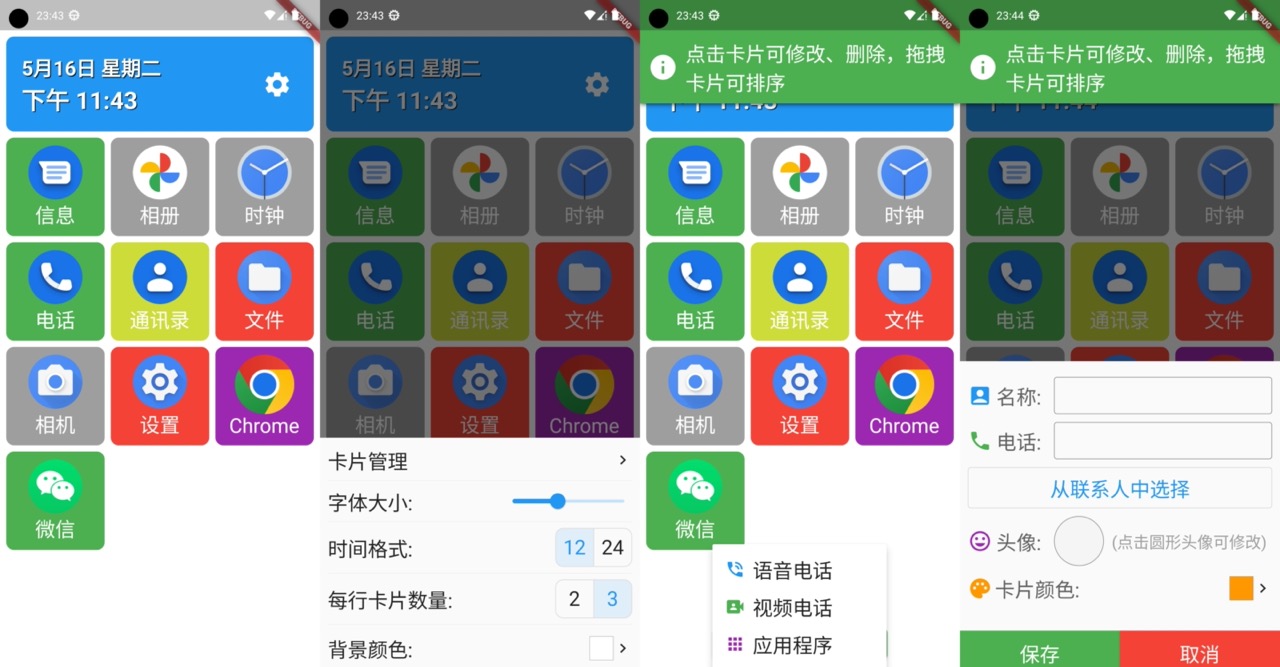 23:43
BUG
5月16日 星期二
下午 11:43
信息
相册
时钟
电话
通讯录
文件
相机
设置
Chrome
微信
23:43
BUG
5月16日 星期二
下午 11:43
信息
相册
时钟
电话
通讯录
文件
相机
设置
Chrome
卡片管理
字体大小:
时间格式:
12
24
每行卡片数量:
2
3
背景颜色:
23:43
BUG
点击卡片可修改、删除，拖拽
卡片可排序
下午 11:43
信息
相册
时钟
电话
通讯录
文件
相机
设置
Chrome
微信
语音电话
视频电话
应用程序
23:44
BUG
点击卡片可修改、删除，拖拽
卡片可排序
信息
相册
时钟
电话
通讯录
文件
名称:
电话:
从联系人中选择
头像:
(点击圆形头像可修改)
卡片颜色:
保存
取消